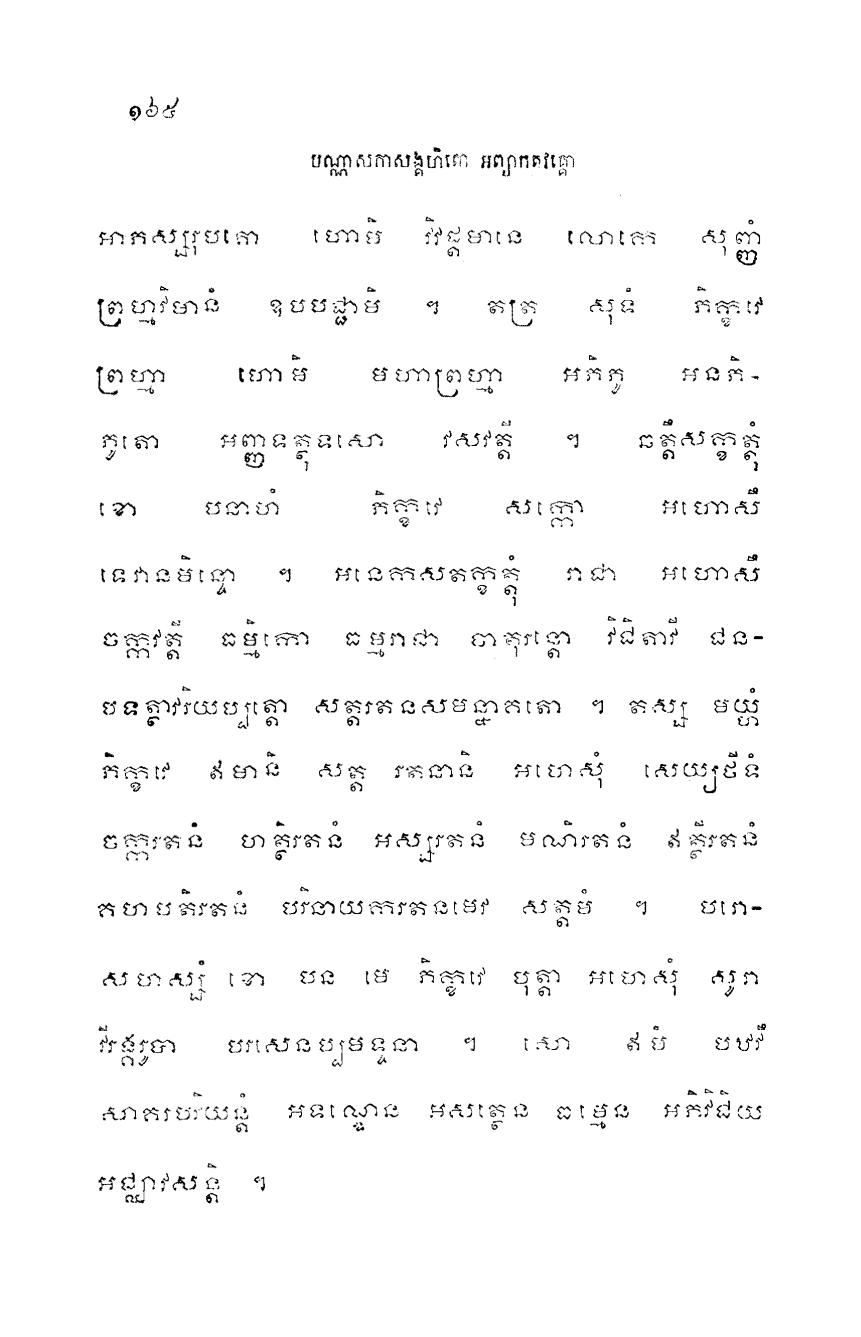 ១៦៥
បណ្ណាសកាសង្គហិតេ អព្យាកតវគ្គោ
អាភស្សរុបគោ ហោមិ វិវដ្ដមានេ លោកេ សុញ្ញំ
ព្រហ្មវិមានំ ឧបបជ្ជាមិ ។ តត្រ សុទំ ភិក្ខវេ
ព្រហ្មា ហោមិ មហាព្រហ្មា អភិភូ អនភិ-
ភូតោ អញ្ញទត្ថុទសោ វសវត្តី ។ ឆត្តឹសក្ខត្តុំ
ខោ បនាហំ ភិក្ខវេ សក្កោ អហោសឹ
ទេវានមិន្ទោ ។ អនេកសតក្ខត្តុំ រាជា អហោសឹ
ចក្កវត្តី ធម្មិកោ ធម្មរាជា ចាតុរន្តោ វិជិតាវី ជន-
បទត្ថាវរិយប្បត្តោ សត្តរតនសមន្នាគតោ ។ តស្ស មយ្ហំ
ភិក្ខវេ ឥមានិ សត្ត រតនានិ អហេសុំ សេយ្យថីទំ
ចក្ករតនំ ហត្ថិរតនំ អស្សរតនំ មណិរតនំ ឥត្ថីរតនំ
គហបតិរតនំ បរិនាយករតនមេវ សត្តមំ ។ បរោ-
សហស្សំ ខោ បន មេ ភិក្ខវេ បុត្តា អហេសុំ សូរា
វីរង្គរូបា បរសេនប្បមទ្ទនា ។ សោ ឥមំ បឋវឹ
សាគរបរិយន្តំ អទណ្ឌេន អសត្ថេន ធម្មេន អភិវិជិយ
អជ្ឈាវសន្តិ ។